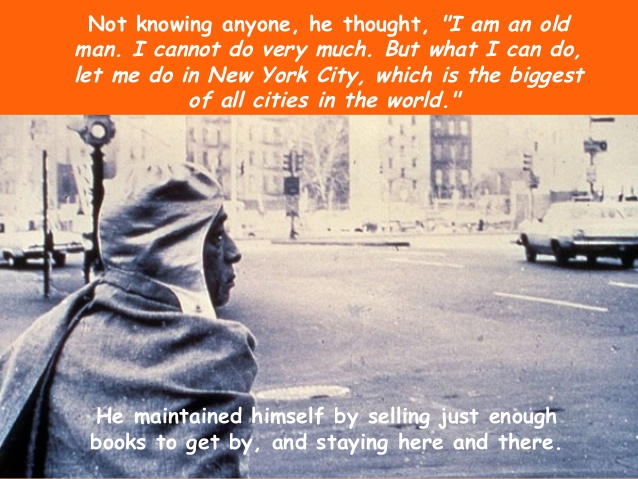 Not knowing anyone, he thought, "I am an old
man. I cannot do very much. But what I can do,
let me do in New York City, which is the biggest
of all cities in the world."
He maintained himself by selling just enough
books to get by, and staying here and there.